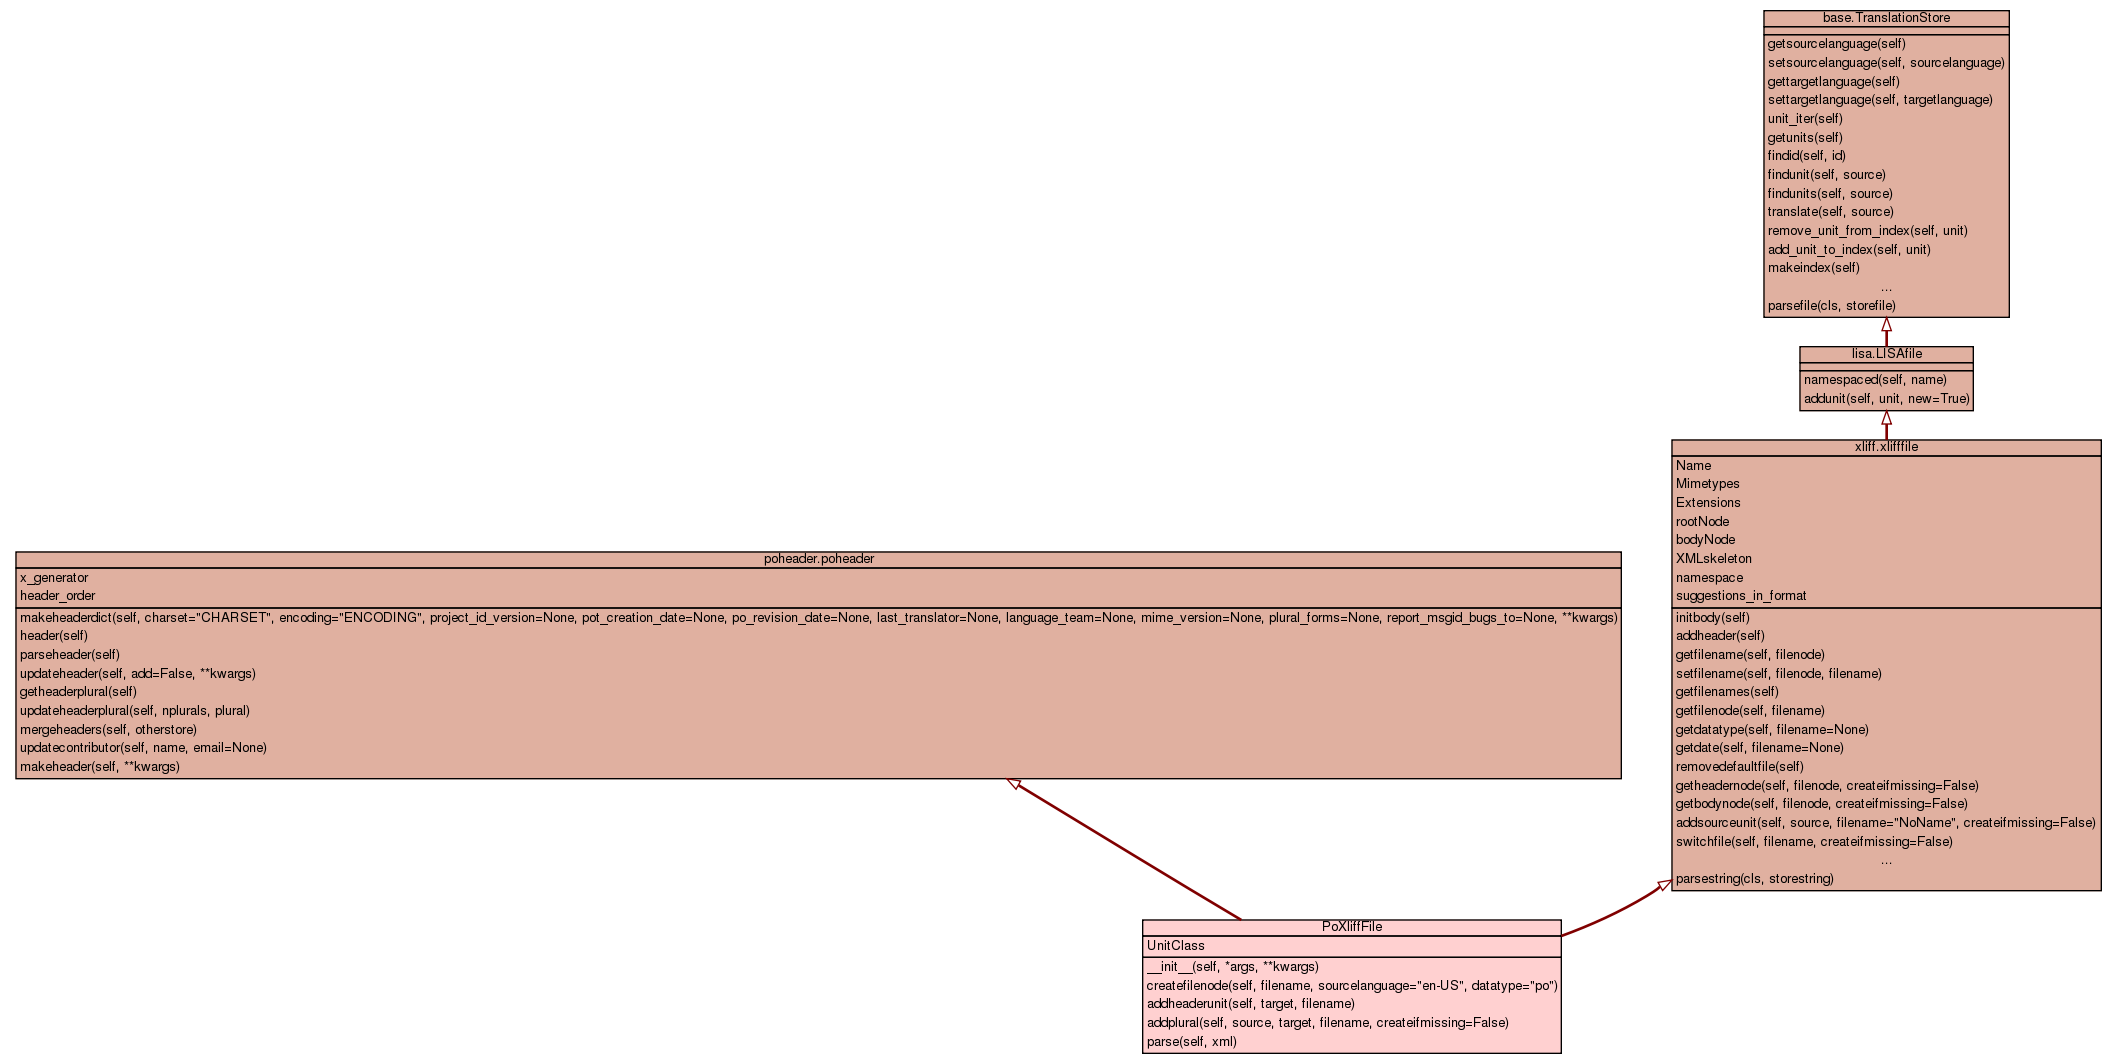 base.TranslationStore
getsourcelanguage(self)
setsourcelanguage(self, sourcelanguage)
gettargetlanguage(self)
settargetlanguage(self, targetlanguage)
unit_iter(self)
getunits(self)
findid(self, id)
findunit(self, source)
findunits(self, source)
translate(self, source)
remove_unit_from_index(self, unit)
add_unit_to_index(self, unit)
makeindex(self)
...
parsefile(cls, storefile)
lisa.LISAfile
namespaced(self, name)
addunit(self, unit, new=True)
xliff.xlifffile
Name
Mimetypes
Extensions
rootNode
bodyNode
XMLskeleton
namespace
suggestions_in_format
initbody(self)
addheader(self)
getfilename(self, filenode)
setfilename(self, filenode, filename)
getfilenames(self)
getfilenode(self, filename)
getdatatype(self, filename=None)
getdate(self, filename=None)
removedefaultfile(self)
getheadernode(self, filenode, createifmissing=False)
getbodynode(self, filenode, createifmissing=False)
addsourceunit(self, source, filename="NoName", createifmissing=False)
switchfile(self, filename, createifmissing=False)
...
parsestring(cls, storestring)
poheader.poheader
x_generator
header_order
makeheaderdict(self, charset="CHARSET", encoding="ENCODING", project_id_version=None, pot_creation_date=None, po_revision_date=None, last_translator=None, language_team=None, mime_version=None, plural_forms=None, report_msgid_bugs_to=None, **kwargs)
header(self)
parseheader(self)
updateheader(self, add=False, **kwargs)
getheaderplural(self)
updateheaderplural(self, nplurals, plural)
mergeheaders(self, otherstore)
updatecontributor(self, name, email=None)
makeheader(self, **kwargs)
PoXliffFile
UnitClass
__init__(self, *args, **kwargs)
createfilenode(self, filename, sourcelanguage="en-US", datatype="po")
addheaderunit(self, target, filename)
addplural(self, source, target, filename, createifmissing=False)
parse(self, xml)